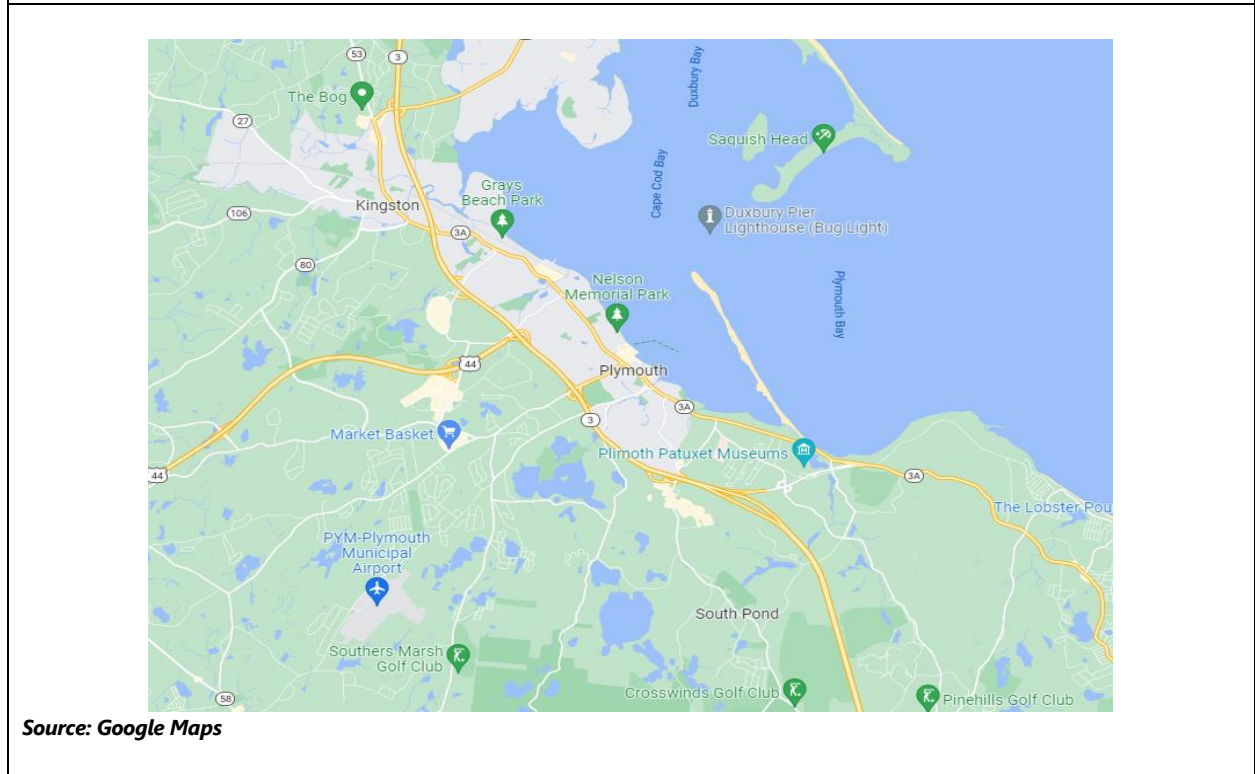 53
3
Duxbury Bay
The Bog
27
Saquish Head
Cape Cod Bay
Grays
Beach Park
Kingston
106
Duxbury Pier
Lighthouse (Bug Light)
3A
80
Nelson
Memorial Park
Plymouth Bay
44
Plymouth
3A
3
Market Basket
Plimoth Patuxet Museums
44
3A
The Lobster Pou
PYM-Plymouth
Municipal
Airport
South Pond
Southers Marsh
Golf Club
58
Crosswinds Golf Club
Pinehills Golf Club
Source: Google Maps